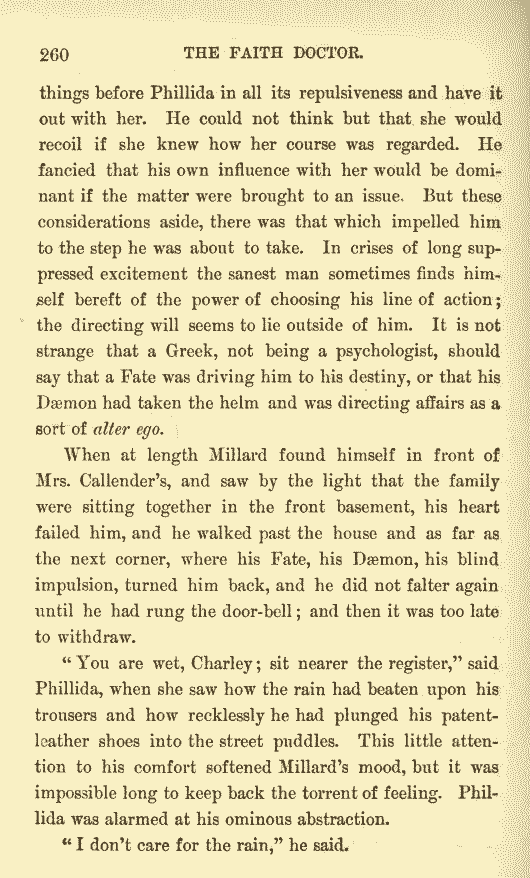 260 THE FAITH DOCTOR.
things before Phillida in all its repulsiveness and have it
out with her. He could not think but that she would
recoil if she knew how her course was regarded. He
fancied that his own influence with her would be domi-
nant if the matter were brought to an issue. But these
considerations aside, there was that which impelled him
to the step he was about to take. In crises of long sup-
pressed excitement the sanest man sometimes finds him-
self bereft of the power of choosing his line of action;
the directing will seems to lie outside of him. It is not
strange that a Greek, not being a psychologist, should
say that a Fate was driving him to his destiny, or that his
Dæmon had taken the helm and was directing affairs as a
sort of alter ego.
When at length Millard found himself in front of
Mrs. Callender's, and saw by the light that the family
were sitting together in the front basement, his heart
failed him, and he walked past the house and as far as
the next corner, where his Fate, his Dæmon, his blind
impulsion, turned him back, and he did not falter again
until he had rung the door-bell; and then it was too late
to withdraw.
“You are wet, Charley; sit nearer the register,” said
Phillida, when she saw how the rain had beaten upon his
trousers and how recklessly he had plunged his patent-
leather shoes into the street puddles. This little atten-
tion to his comfort softened Millard's mood, but it was
impossible long to keep back the torrent of feeling. Phil-
lida was alarmed at his ominous abstraction.
“I don't care for the rain,” he said.